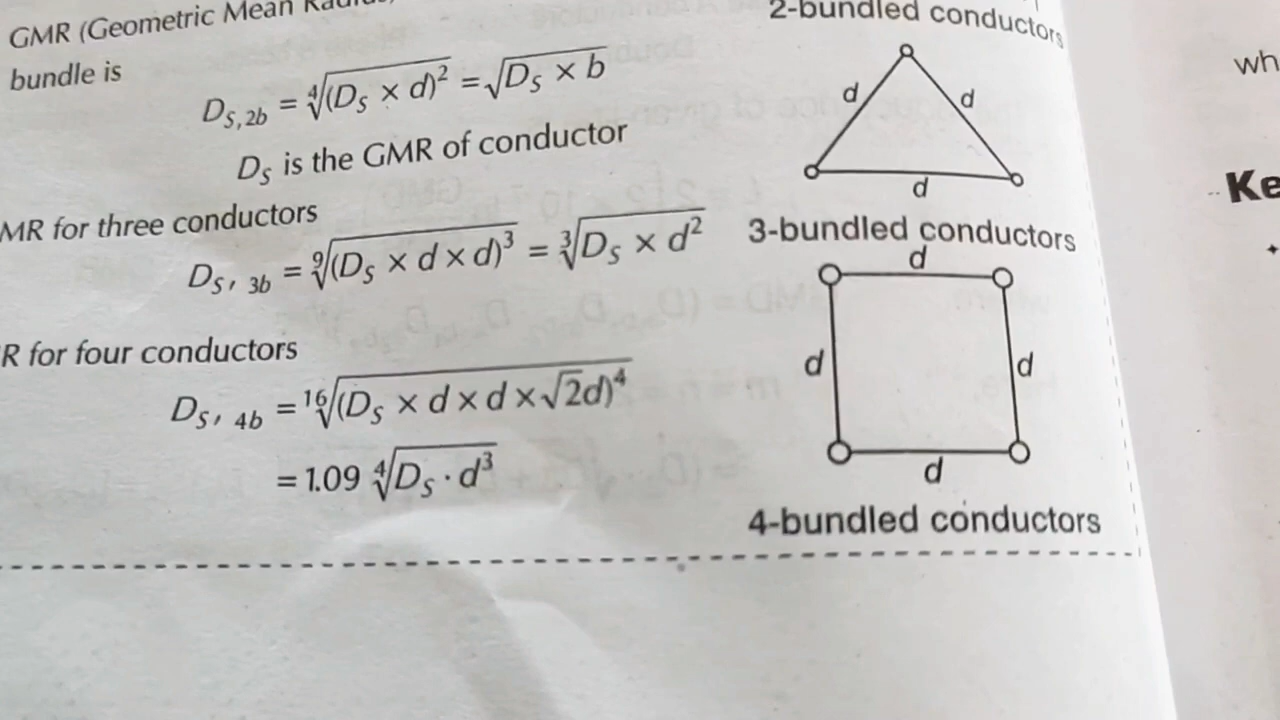 GMR (Geometric Mean Radius)
bundle is
D_{S,2b} = ∜(D_S × d)² = √D_S × b
D_S is the GMR of conductor
MR for three conductors
D_{S, 3b} = ⁹√(D_S × d × d)³ = ³√D_S × d²
R for four conductors
D_{S, 4b} = ¹⁶√(D_S × d × d × √2d)⁴
= 1.09 ∜D_S · d³
2-bundled conductors
d
d
d
3-bundled conductors
d
d
d
d
4-bundled conductors
wh
Ke